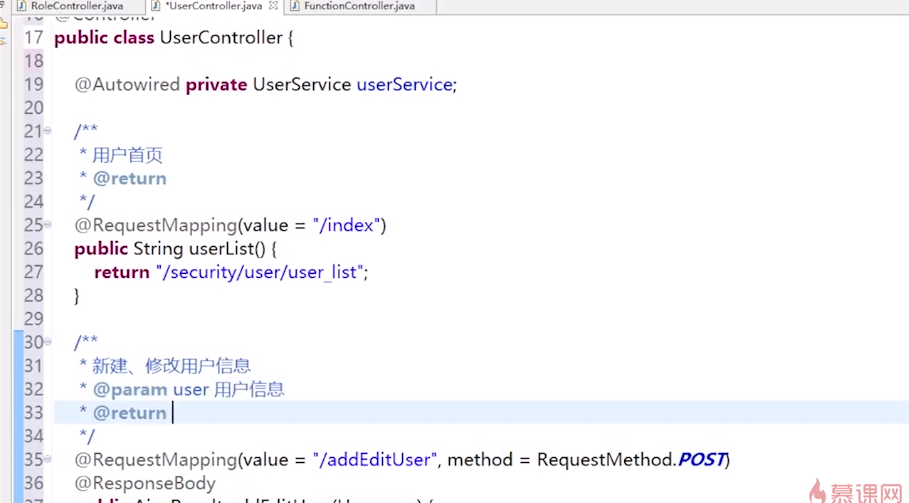 RoleController.java *UserController.java FunctionController.java
16 @Controller
17 public class UserController {
18
19 @Autowired private UserService userService;
20
21 /**
22 * 用户首页
23 * @return
24 */
25 @RequestMapping(value = "/index")
26 public String userList() {
27 return "/security/user/user_list";
28 }
29
30 /**
31 * 新建、修改用户信息
32 * @param user 用户信息
33 * @return
34 */
35 @RequestMapping(value = "/addEditUser", method = RequestMethod.POST)
36 @ResponseBody
慕课网